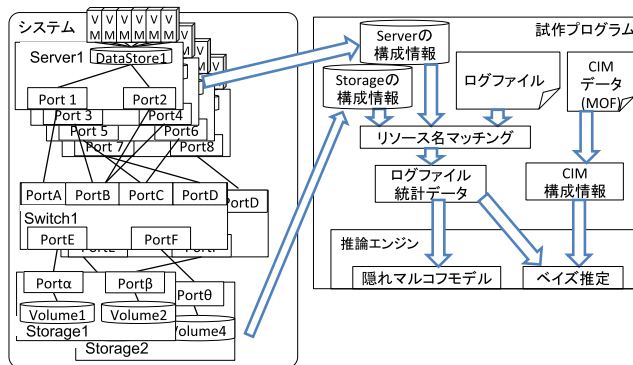 システム
VM VM VM VM VM
DataStore1
Server1
Port 1
Port2
Port 3
Port4
Port 5
Port6
Port 7
Port8
PortA
PortB
PortC
PortD
PortD
Switch1
PortE
PortF
Portα
Portβ
Portθ
Volume1
Volume2
Volume4
Storage1
Storage2
試作プログラム
Serverの
構成情報
Storageの
構成情報
ログファイル
CIM
データ
(MOF)
リソース名マッチング
ログファイル
統計データ
CIM
構成情報
推論エンジン
隠れマルコフモデル
ベイズ推定